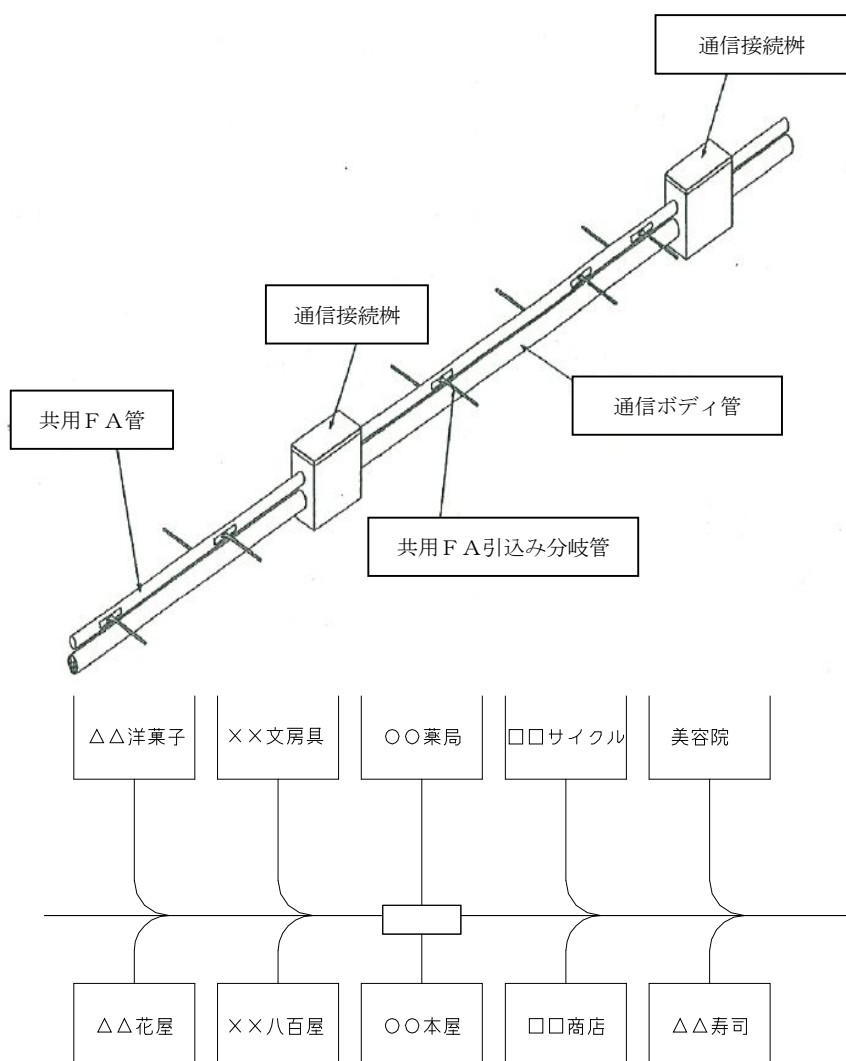 通信接続桝
通信接続桝
共用ＦＡ管
通信ボディ管
共用ＦＡ引込み分岐管
△△洋菓子
××文房具
○○薬局
□□サイクル
美容院
△△花屋
××八百屋
○○本屋
□□商店
△△寿司